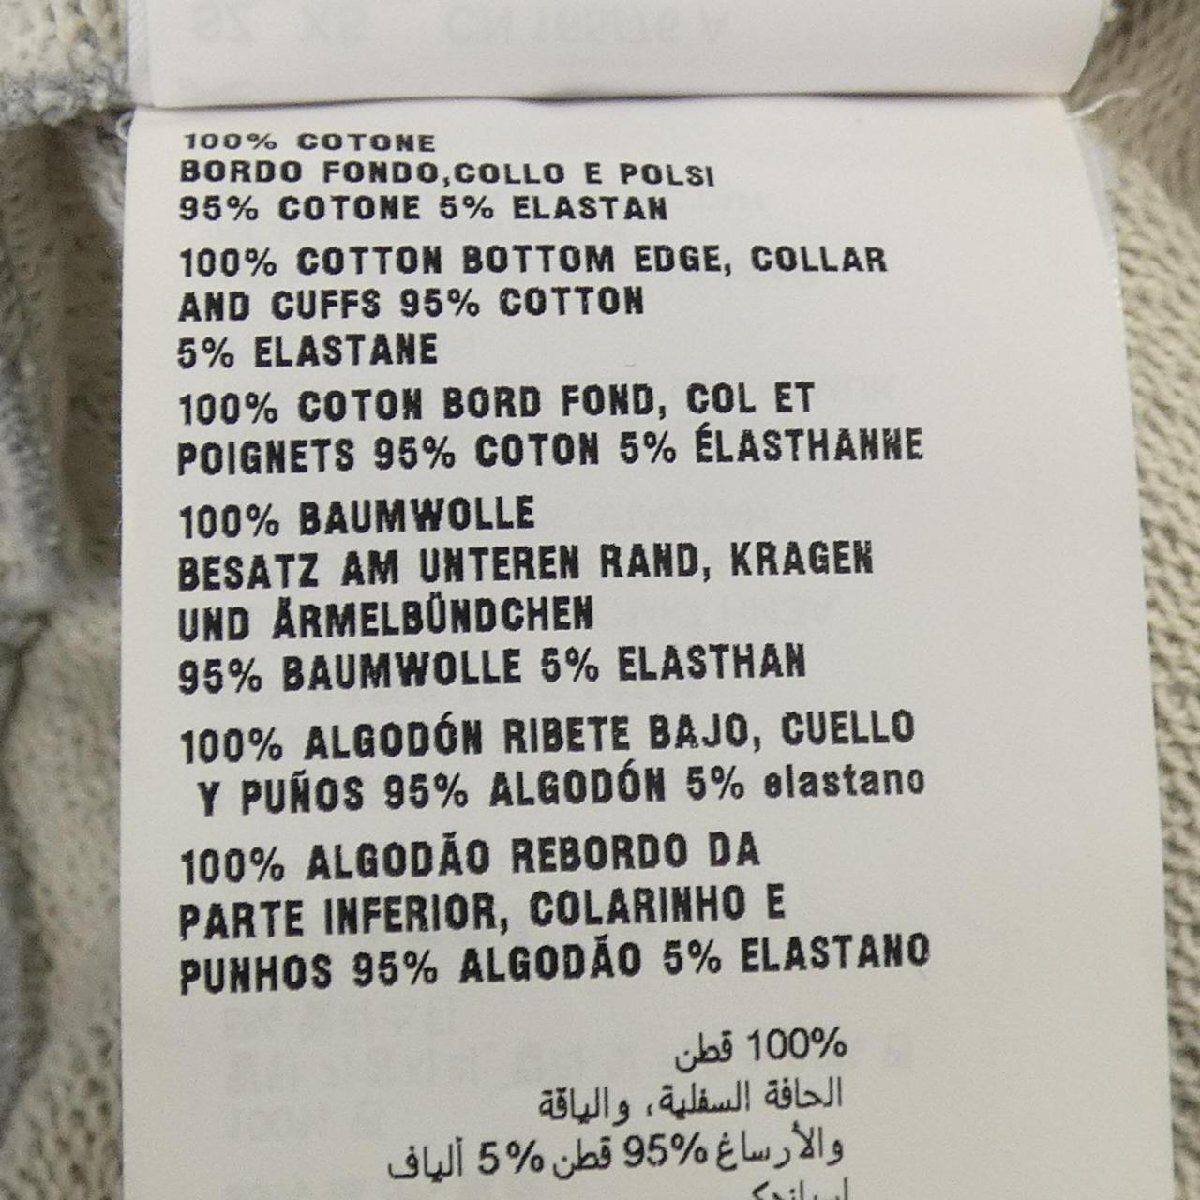 100% COTONE
BORDO FONDO,COLLO E POLSI
95% COTONE 5% ELASTAN
100% COTTON BOTTOM EDGE, COLLAR
AND CUFFS 95% COTTON
5% ELASTANE
100% COTON BORD FOND, COL ET
POIGNETS 95% COTON 5% ÉLASTHANNE
100% BAUMWOLLE
BESATZ AM UNTEREN RAND, KRAGEN
UND ÄRMELBÜNDCHEN
95% BAUMWOLLE 5% ELASTHAN
100% ALGODÓN RIBETE BAJO, CUELLO
Y PUÑOS 95% ALGODÓN 5% elastano
100% ALGODÃO REBORDO DA
PARTE INFERIOR, COLARINHO E
PUNHOS 95% ALGODÃO 5% ELASTANO
100% قطن
الحافة السفلية، والياقة
والأرساغ 95% قطن 5% ألياف